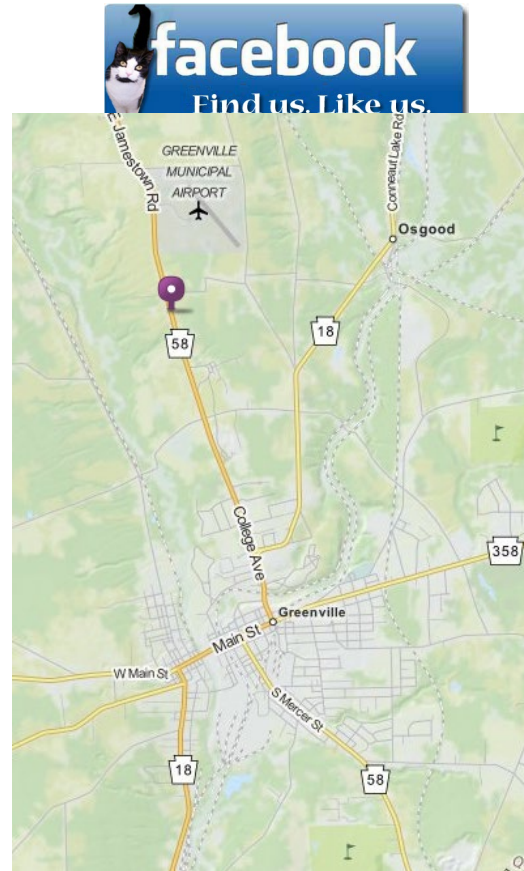 facebook
Find us. Like us.
E Jamestown Rd
GREENVILLE
MUNICIPAL
AIRPORT
Conneaut Lake Rd
Osgood
58
18
College Ave
358
Greenville
Main St
W Main St
S Mercer St
18
58